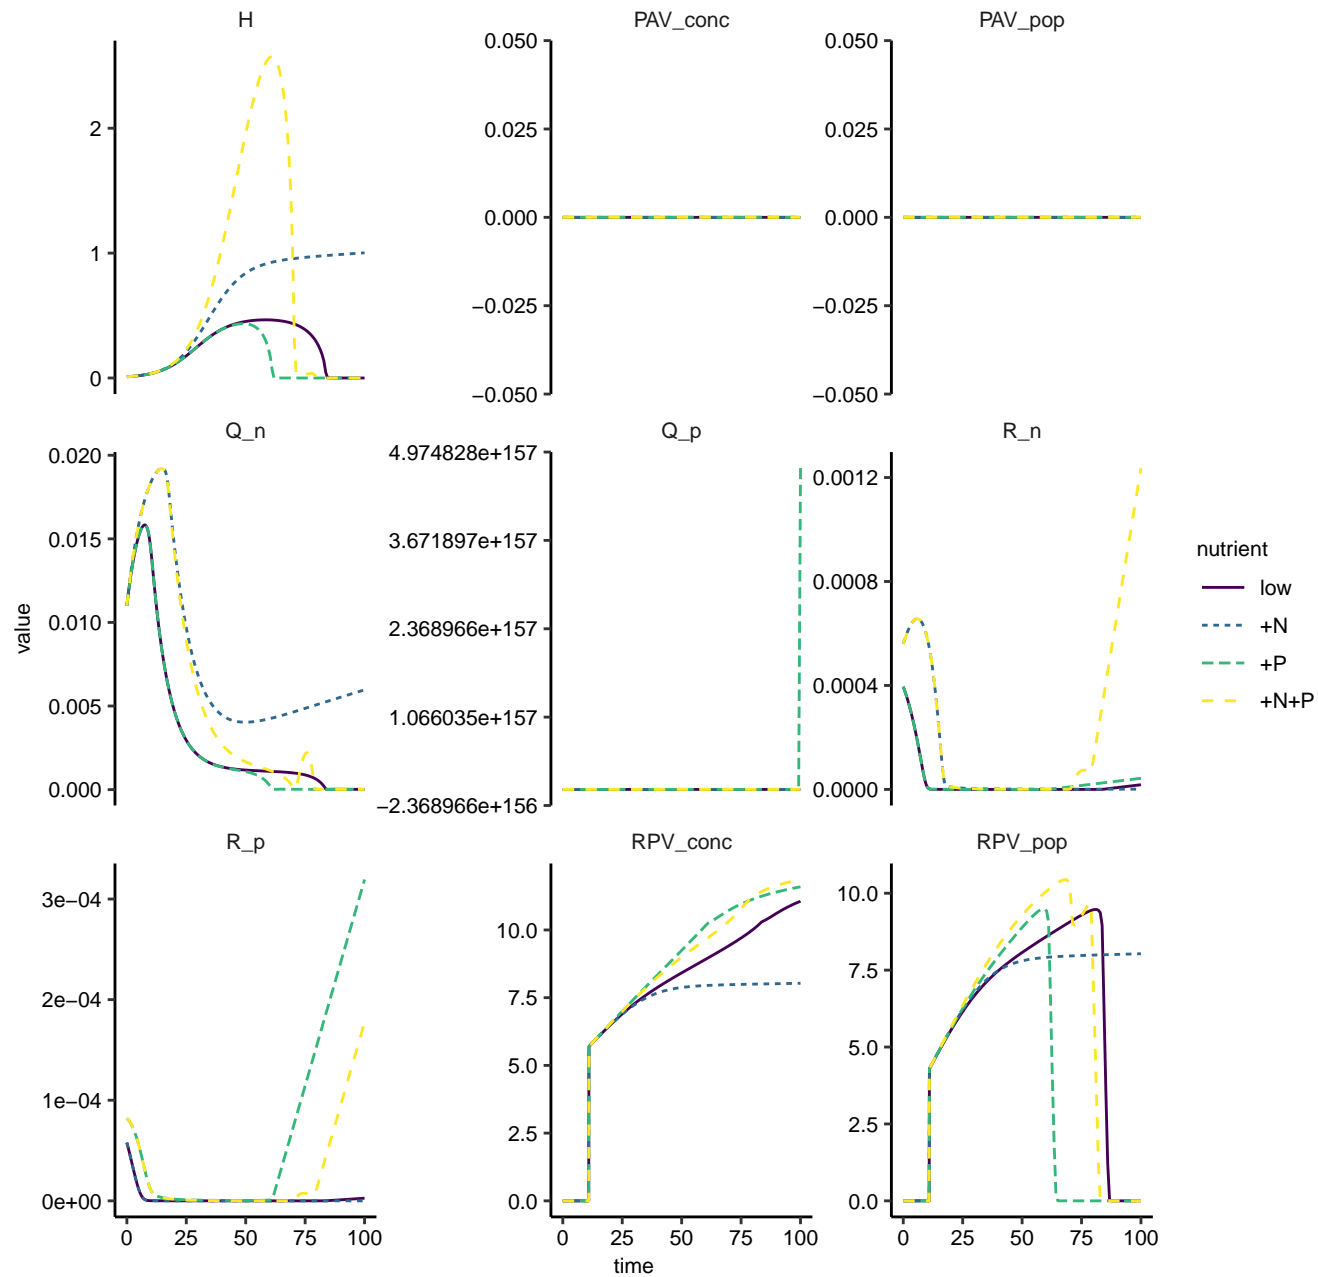 H
PAV_conc
PAV_pop
2
1
0
0.050
0.025
0.000
−0.025
−0.050
0.050
0.025
0.000
−0.025
−0.050
Q_n
Q_p
R_n
0.020
0.015
0.010
0.005
0.000
4.974828e+157
3.671897e+157
2.368966e+157
1.066035e+157
−2.368966e+156
0.0012
0.0008
0.0004
0.0000
R_p
RPV_conc
RPV_pop
3e−04
2e−04
1e−04
0e+00
10.0
7.5
5.0
2.5
0.0
10.0
7.5
5.0
2.5
0.0
0 25 50 75 100
0 25 50 75 100
0 25 50 75 100
time
value
nutrient
low
+N
+P
+N+P